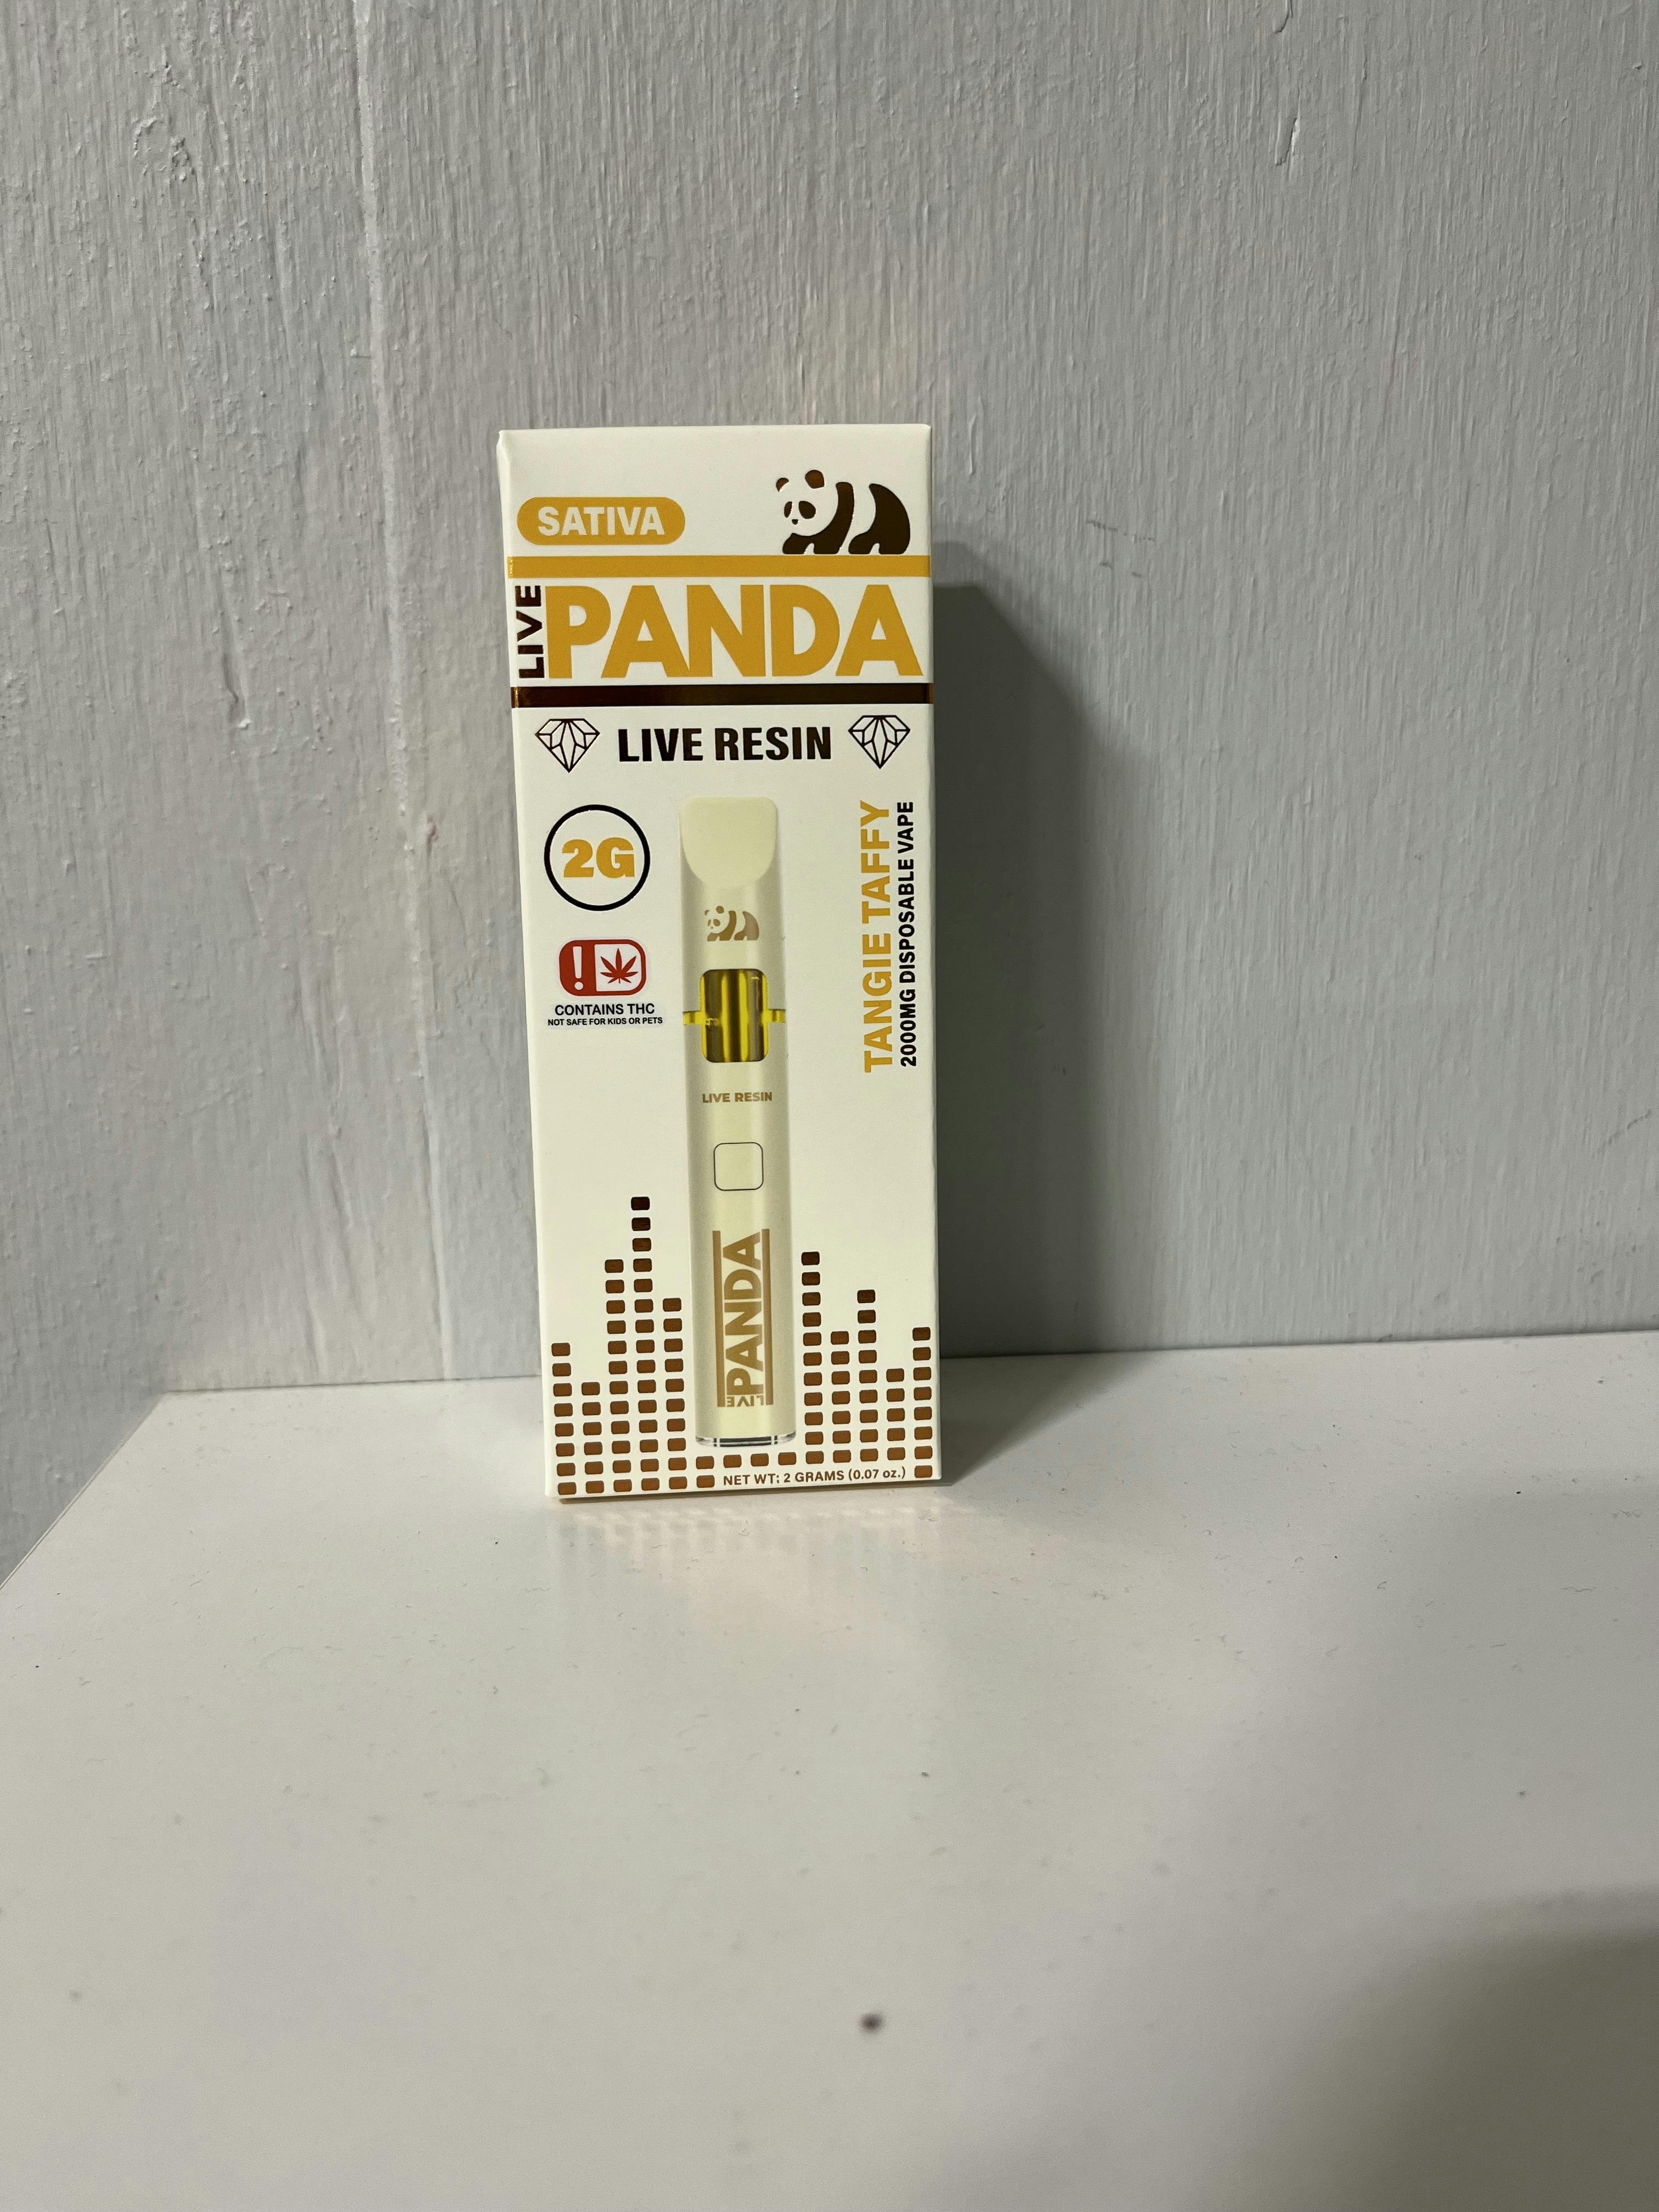 SATIVA
LIVE
PANDA
LIVE RESIN
2G
CONTAINS THC
NOT SAFE FOR KIDS OR PETS
TANGIE TAFFY
2000MG DISPOSABLE VAPE
LIVE RESIN
LIVE
PANDA
NET WT: 2 GRAMS (0.07 oz.)